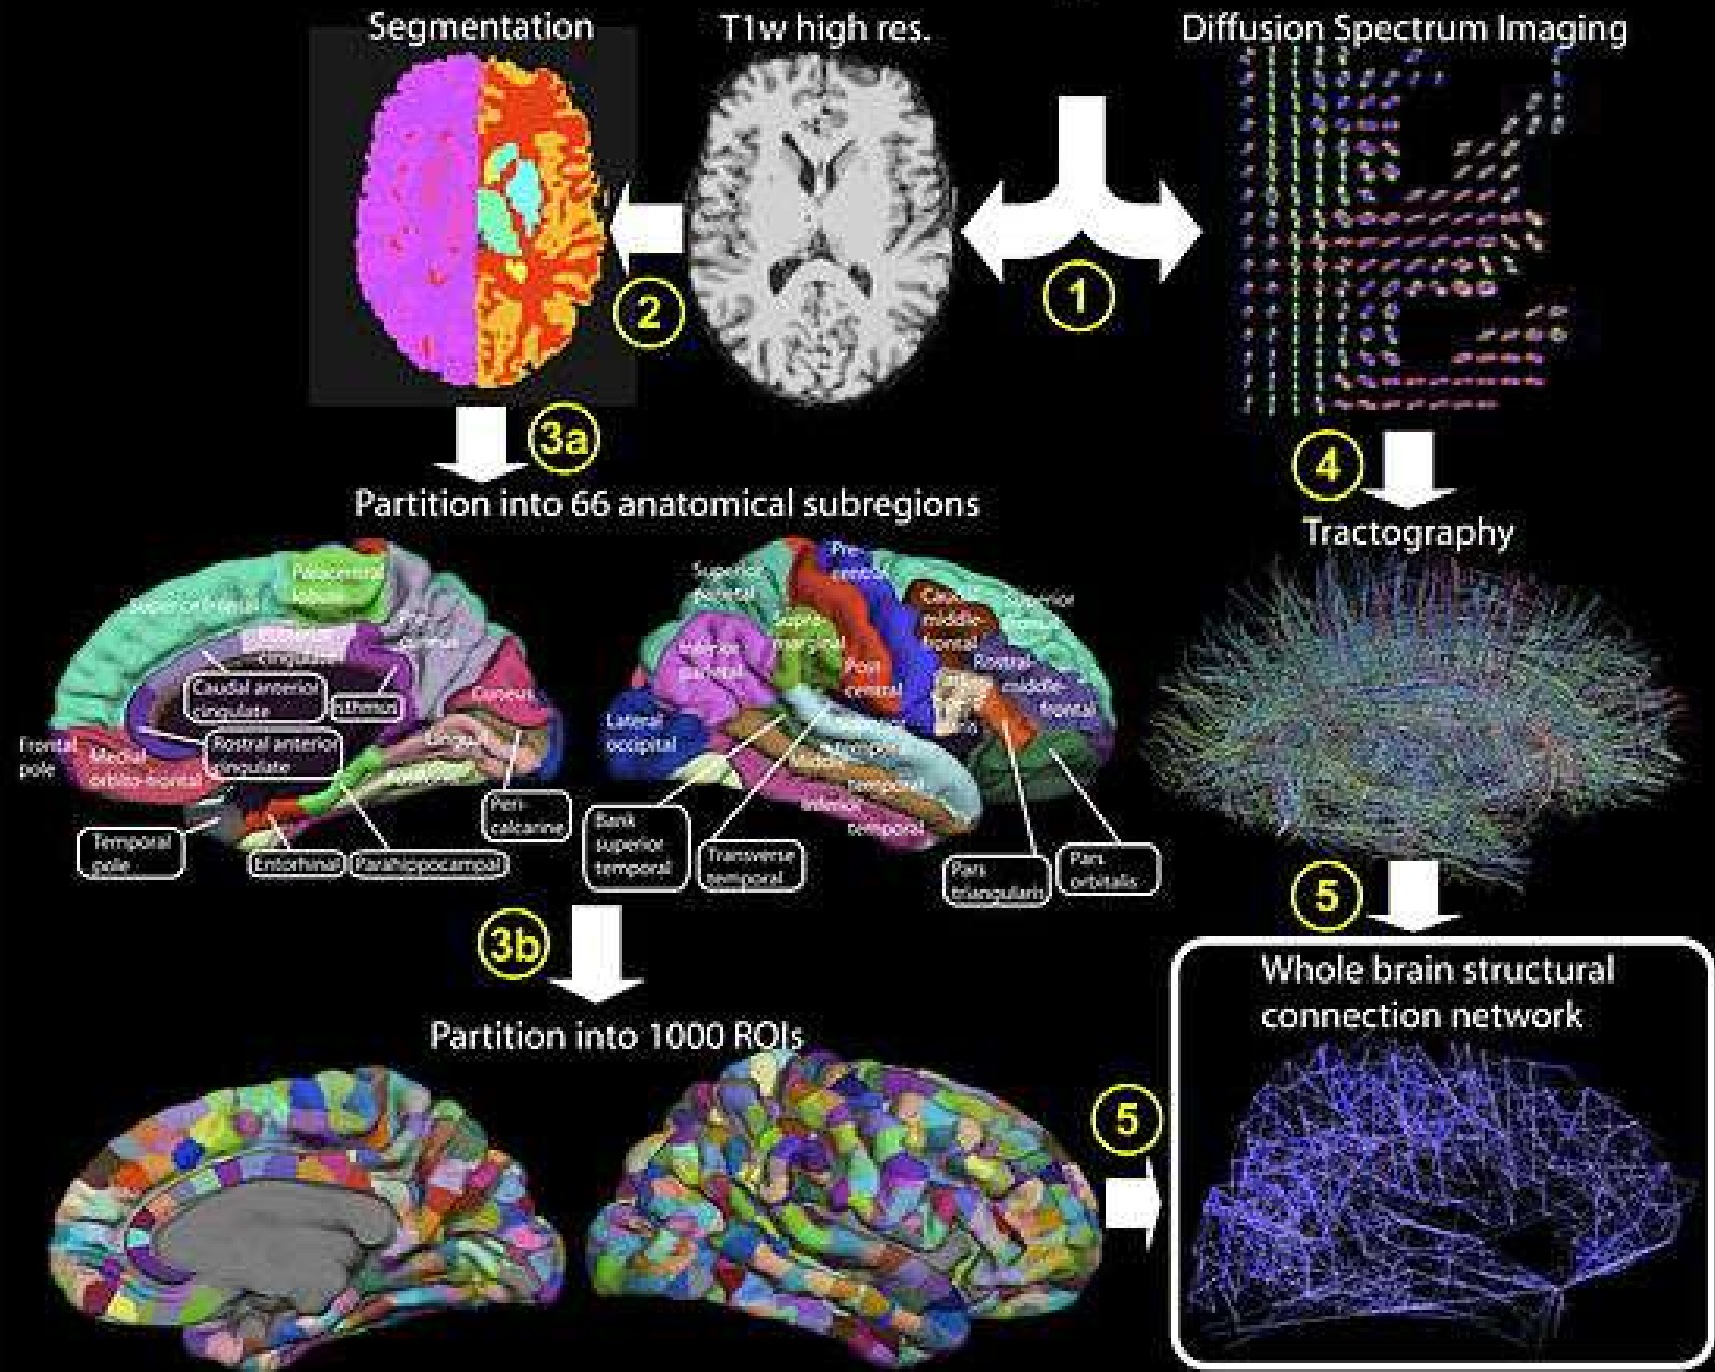 Segmentation
T1w high res.
Diffusion Spectrum Imaging
1
2
3a
4
Partition into 66 anatomical subregions
Tractography
Paracentral
lobule
Caudal anterior
cingulate
Isthmus
Rostral anterior
cingulate
Frontal
pole
Medial
orbito-frontal
Cuneus
Lingual
Temporal
pole
Entorhinal
Parahippocampal
Peri-
calcarine
Superior
parietal
Pre-
central
Supra-
marginal
Inferior
parietal
Post
central
Caudal
middle-
frontal
Superior
frontal
Rostral-
middle-
frontal
Lateral
occipital
Middle
temporal
Inferior
temporal
Bank
superior
temporal
Transverse
temporal
Pars
triangularis
Pars
orbitalis
3b
5
Whole brain structural
connection network
Partition into 1000 ROIs
5